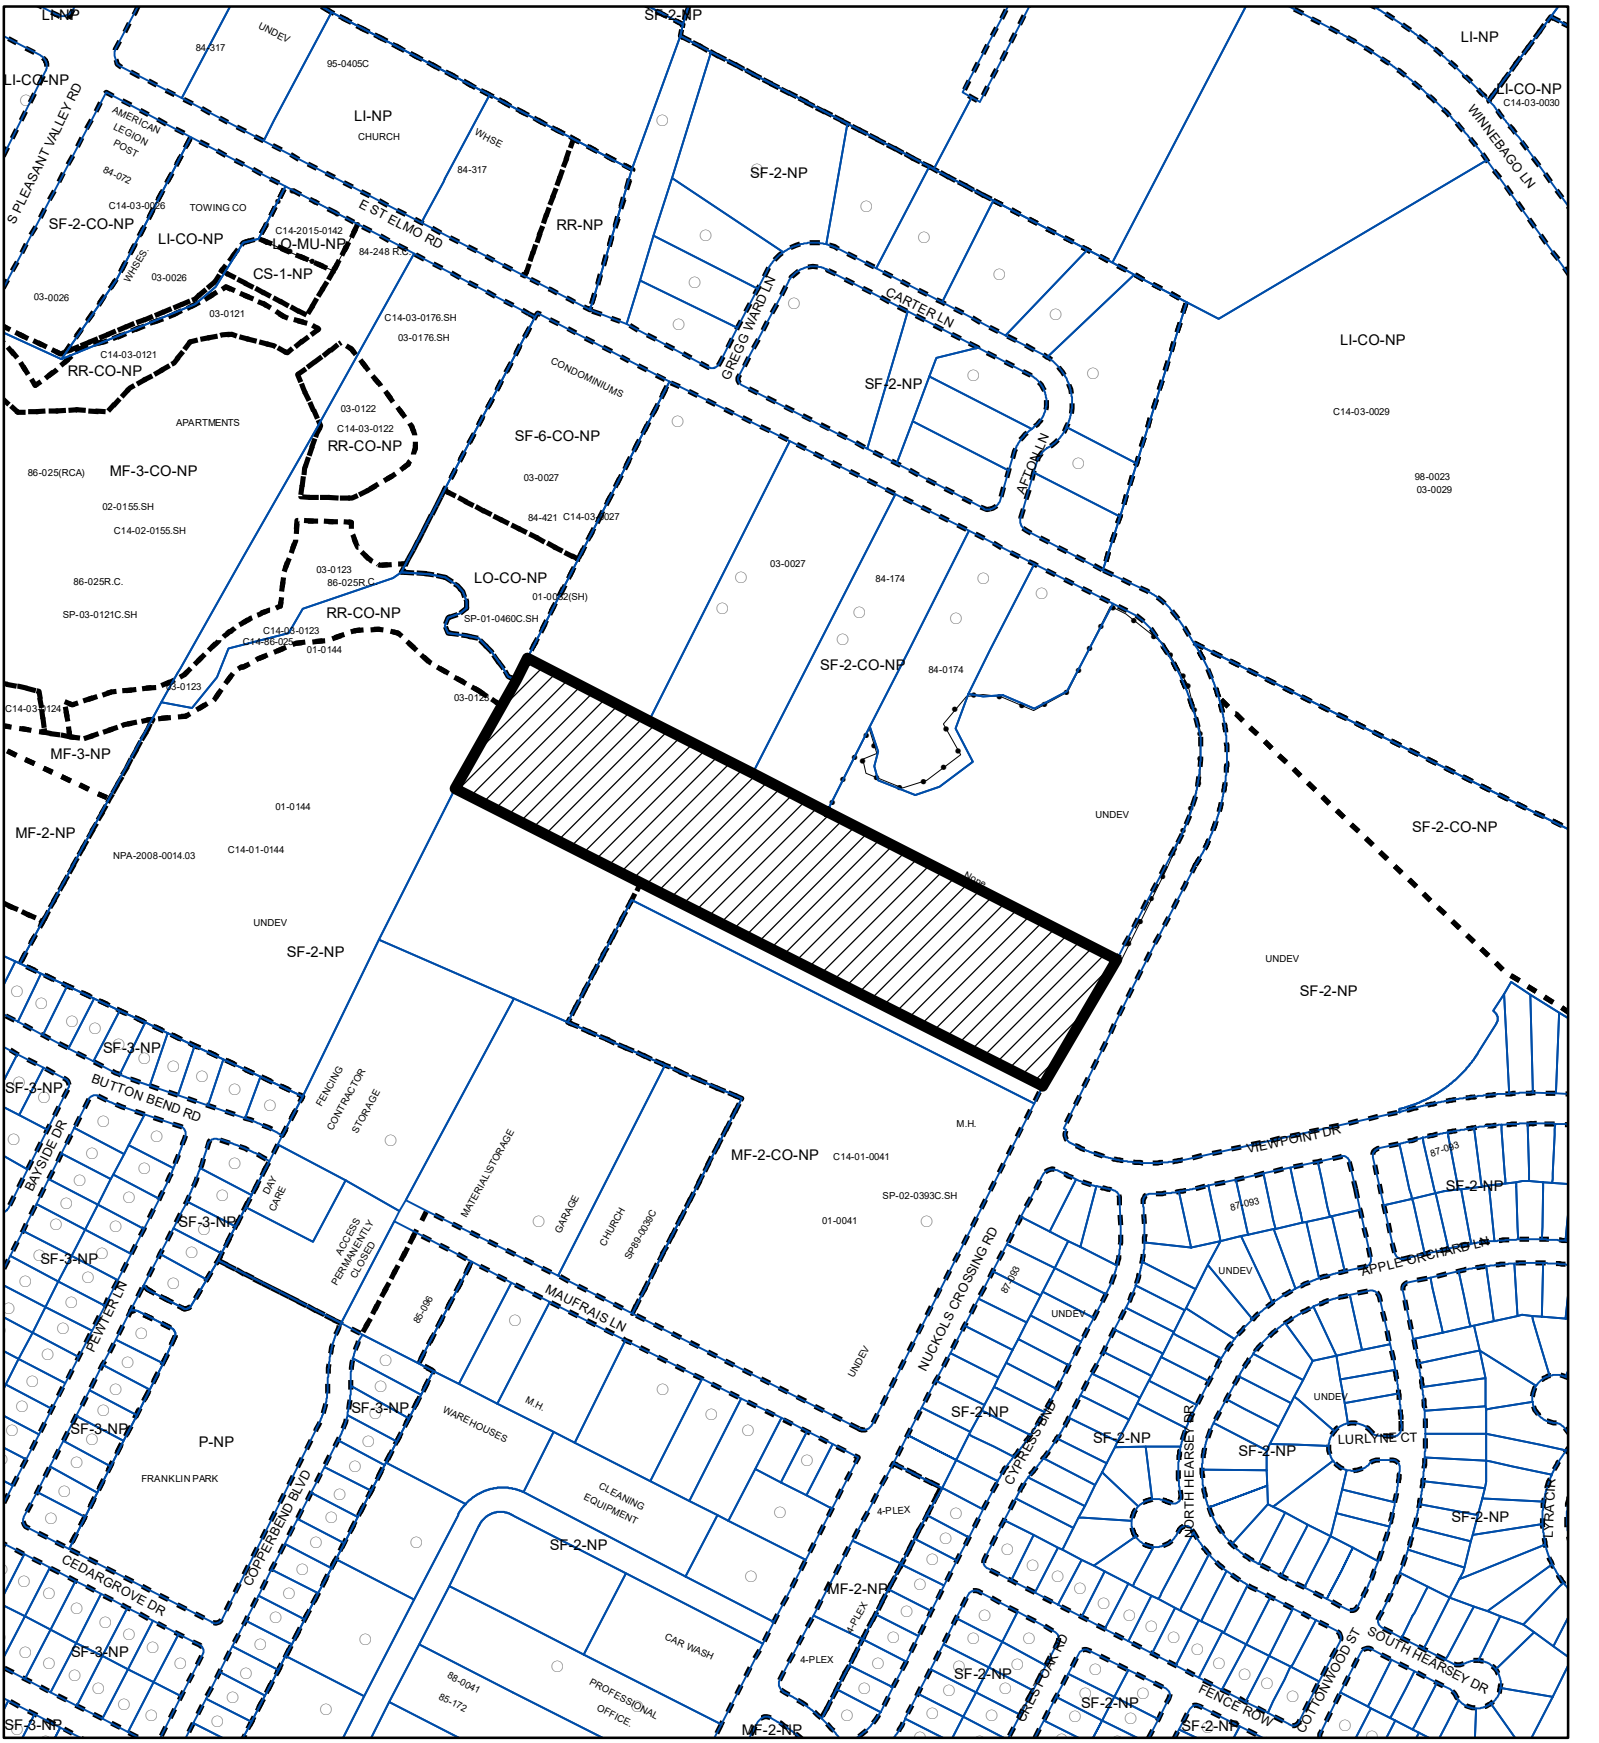 LI-NP
SF-2-NP
UNDEV
84-317
95-0405C
LI-NP
LI-CO-NP
LI-CO-NP
C14-03-0030
WINNEBAGO LN
S PLEASANT VALLEY RD
AMERICAN
LEGION
POST
84-072
LI-NP
CHURCH
WHSE
84-317
SF-2-NP
C14-03-0026
TOWING CO
SF-2-CO-NP
LI-CO-NP
E ST ELMO RD
C14-2015-0142
LO-MU-NP
84-248 R.C.
RR-NP
WHSES.
03-0026
CS-1-NP
03-0026
03-0121
C14-03-0176.SH
03-0176.SH
GREGG WARD LN
CARTER LN
LI-CO-NP
C14-03-0121
RR-CO-NP
CONDOMINIUMS
SF-2-NP
C14-03-0029
APARTMENTS
03-0122
C14-03-0122
RR-CO-NP
SF-6-CO-NP
AFTON LN
86-025(RCA)
MF-3-CO-NP
03-0027
98-0023
03-0029
02-0155.SH
C14-02-0155.SH
84-421
C14-03-0027
03-0123
86-025R.C.
86-025R.C.
LO-CO-NP
03-0027
84-174
01-0032(SH)
SP-03-0121C.SH
RR-CO-NP
SP-01-0460C.SH
C14-03-0123
C14-86-025
01-0144
SF-2-CO-NP
84-0174
03-0123
03-0123
C14-03-0124
MF-3-NP
01-0144
UNDEV
MF-2-NP
SF-2-CO-NP
NPA-2008-0014.03
C14-01-0144
None
UNDEV
SF-2-NP
UNDEV
SF-2-NP
SF-3-NP
SF-3-NP
BUTTON BEND RD
FENCING
CONTRACTOR
STORAGE
M.H.
VIEWPOINT DR
87-093
BAYSIDE DR
MATERIALSTORAGE
MF-2-CO-NP
C14-01-0041
SF-2-NP
DAY
CARE
SP-02-0393C.SH
87-093
SF-3-NP
ACCESS
PERMANENTLY
CLOSED
GARAGE
CHURCH
SP89-0039C
01-0041
SF-3-NP
APPLE ORCHARD LN
UNDEV
NUCKOLS CROSSING RD
87-093
PEWTER LN
85-096
MAUFRAIS LN
UNDEV
UNDEV
UNDEV
SF-3-NP
M.H.
WAREHOUSES
SF-2-NP
SF-3-NP
P-NP
CYPRESS BND
SF-2-NP
NORTH HEARSEY DR
SF-2-NP
LURLYNE CT
FRANKLIN PARK
COPPERBEND BLVD
CLEANING
EQUIPMENT
4-PLEX
SF-2-NP
LYRA CIR
SF-2-NP
CEDARGROVE DR
MF-2-NP
4-PLEX
SF-3-NP
CAR WASH
4-PLEX
SF-2-NP
CREST OAK RD
COTTONWOOD ST
SOUTH HEARSEY DR
88-0041
85-172
PROFESSIONAL
OFFICE.
SF-2-NP
FENCE ROW
SF-3-NP
MF-2-NP
SF-2-NP